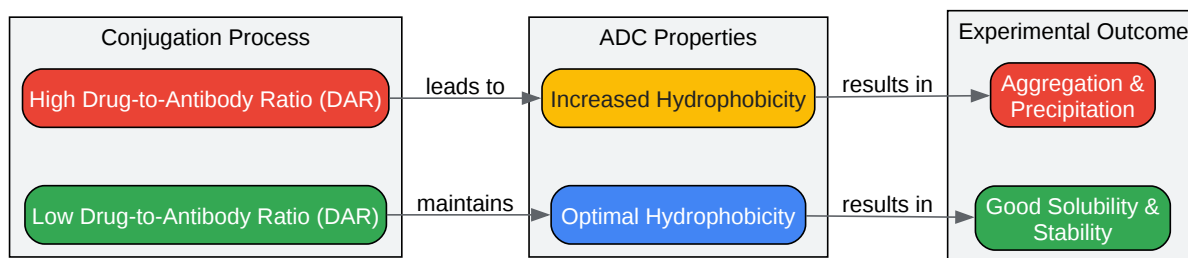 Conjugation Process
High Drug-to-Antibody Ratio (DAR)
Low Drug-to-Antibody Ratio (DAR)
leads to
maintains
ADC Properties
Increased Hydrophobicity
Optimal Hydrophobicity
results in
results in
Experimental Outcome
Aggregation &
Precipitation
Good Solubility &
Stability